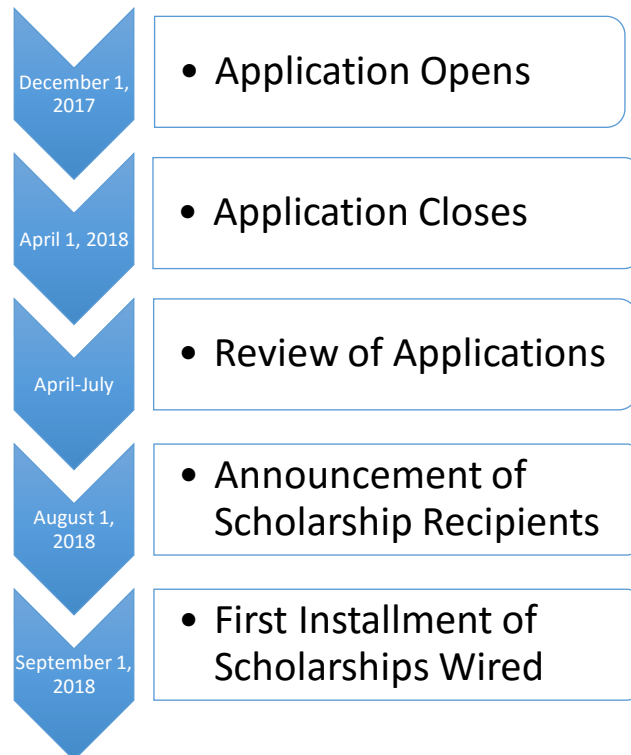 December 1,
2017
• Application Opens
April 1, 2018
• Application Closes
April-July
• Review of Applications
August 1,
2018
• Announcement of
Scholarship Recipients
September 1,
2018
• First Installment of
Scholarships Wired